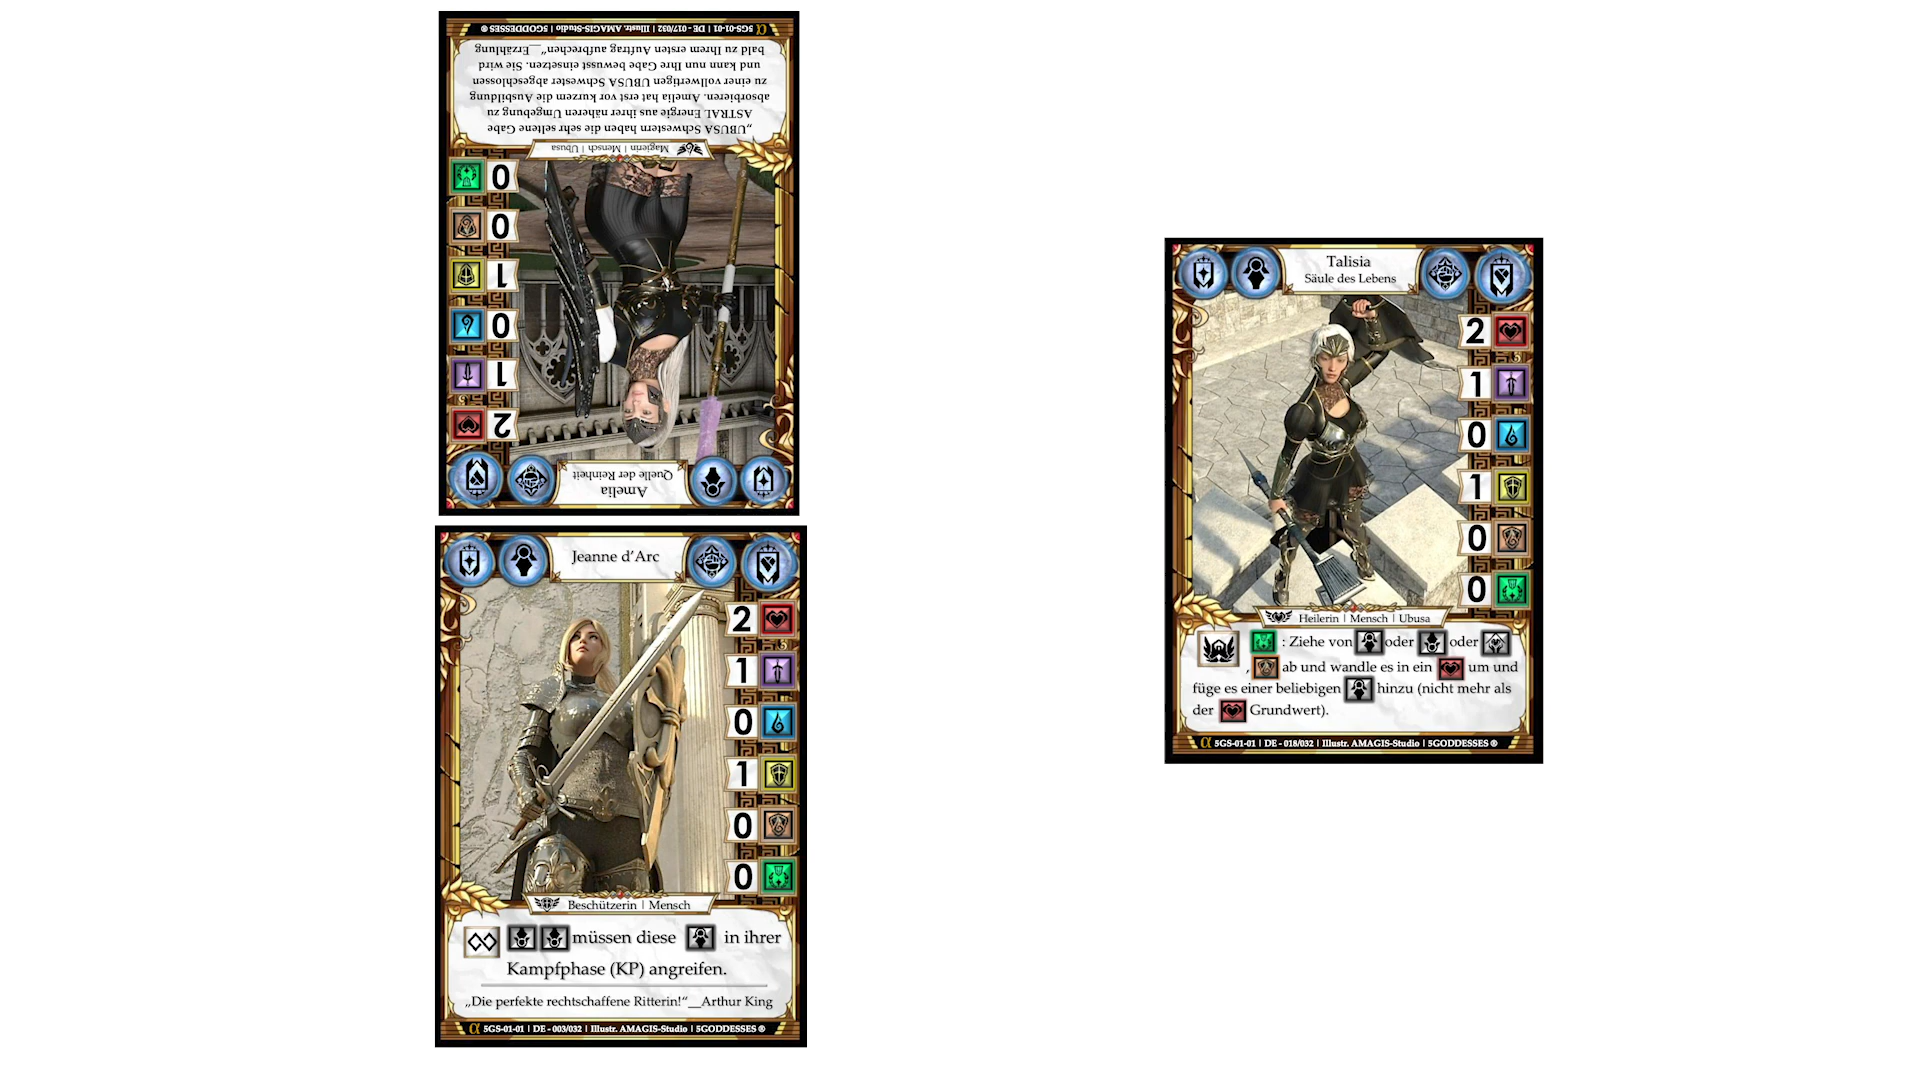 Amelia
Quelle der Reinheit
2
1
0
1
0
0
Magierin | Mensch | Ubusa
„UBUSA Schwestern haben die sehr seltene Gabe
ASTRAL Energie aus ihrer näheren Umgebung zu
absorbieren. Amelia hat erst vor kurzem die Ausbildung
zu einer vollwertigen UBUSA Schwester abgeschlossen
und kann nun Ihre Gabe bewusst einsetzen. Sie wird
bald zu Ihrem ersten Auftrag aufbrechen“__Erzählung
α 5GS-01-01 | DE - 017/032 | Illustr. AMAGIS-Studio | 5GODDESSES ®
Jeanne d’Arc
2
1
0
1
0
0
Beschützerin | Mensch
müssen diese in ihrer
Kampfphase (KP) angreifen.
„Die perfekte rechtschaffene Ritterin!“__Arthur King
α 5GS-01-01 | DE - 003/032 | Illustr. AMAGIS-Studio | 5GODDESSES ®
Talisia
Säule des Lebens
2
1
0
1
0
0
Heilerin | Mensch | Ubusa
: Ziehe von oder oder
, ab und wandle es in ein um und
füge es einer beliebigen hinzu (nicht mehr als
der Grundwert).
α 5GS-01-01 | DE - 018/032 | Illustr. AMAGIS-Studio | 5GODDESSES ®